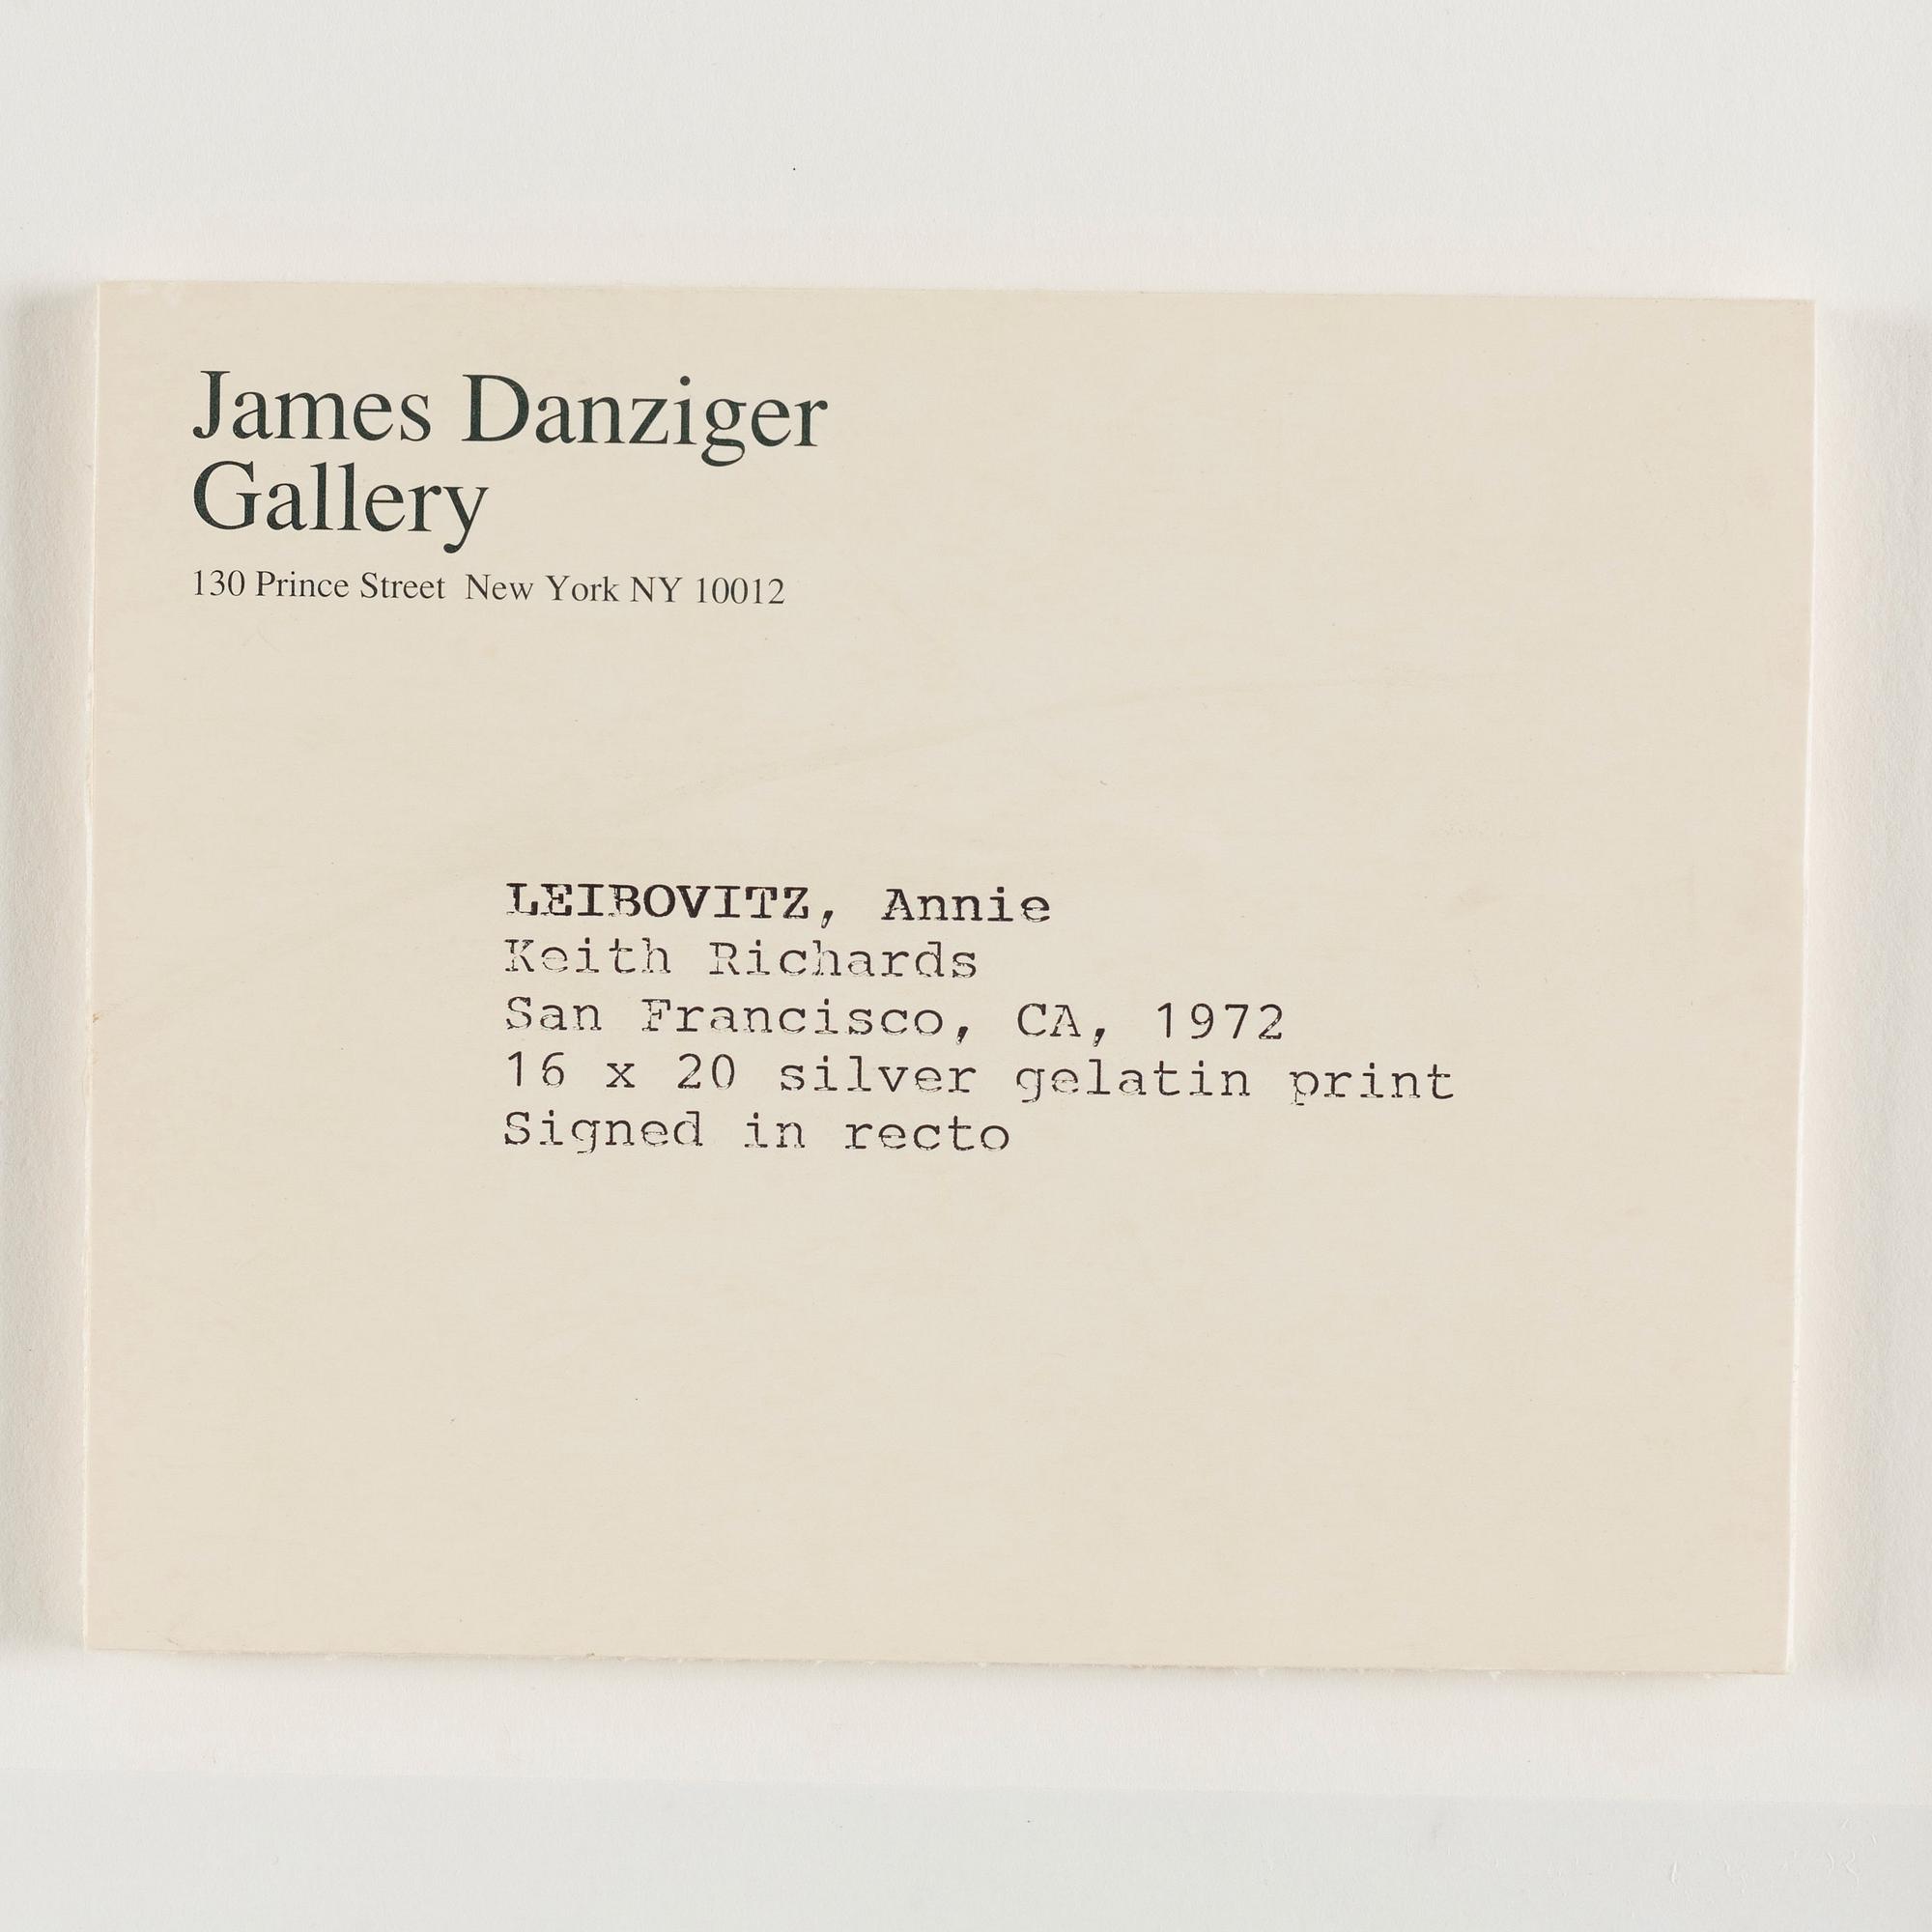 James Danziger
Gallery
130 Prince Street New York NY 10012
LEIBOVITZ, Annie
Keith Richards
San Francisco, CA, 1972
16 x 20 silver gelatin print
Signed in recto